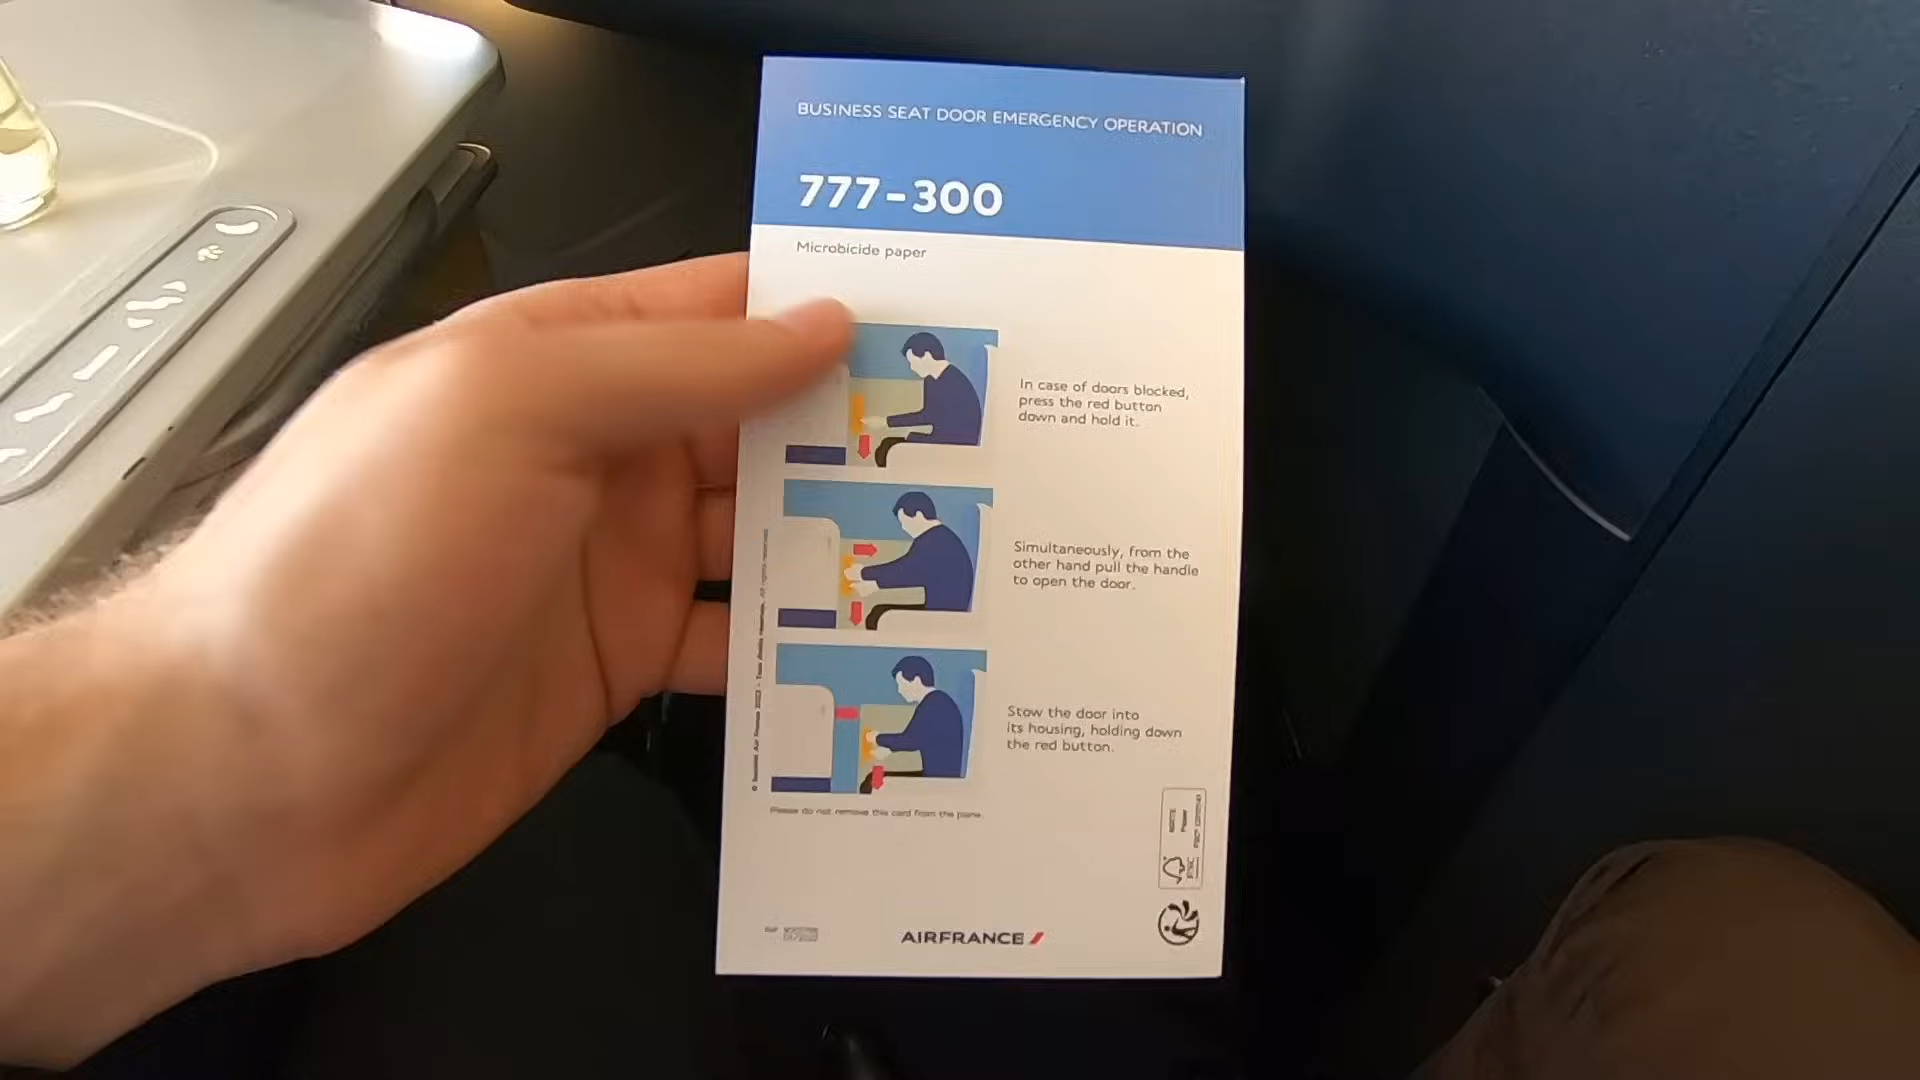 BUSINESS SEAT DOOR EMERGENCY OPERATION
777-300
Microbicide paper
In case of doors blocked,
press the red button
down and hold it.
Simultaneously, from the
other hand pull the handle
to open the door.
Stow the door into
its housing, holding down
the red button.
Please do not remove this card from the plane.
MIXTE
FSC
AIRFRANCE